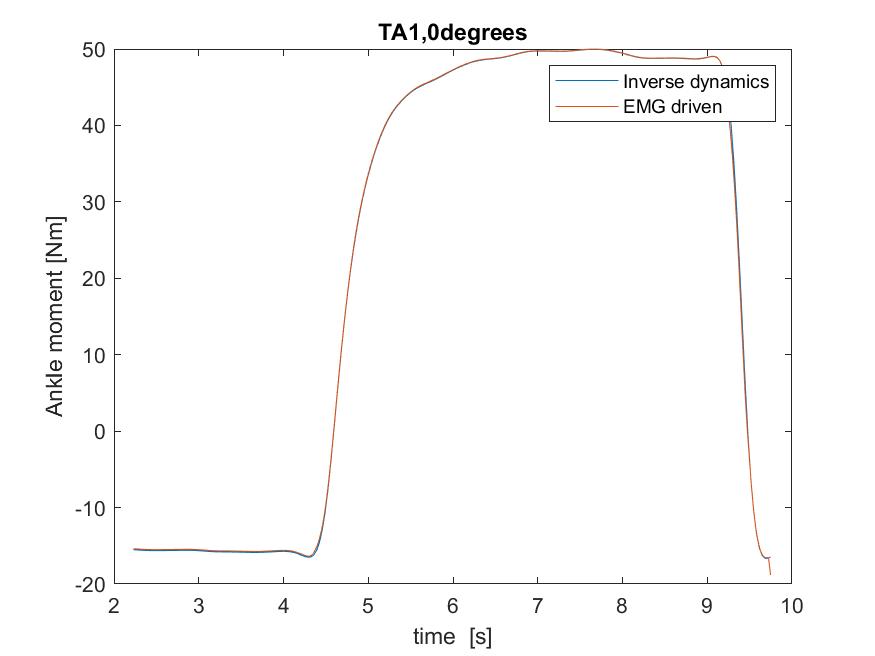 TA1,0degrees
50
40
30
20
10
0
-10
-20
Ankle moment [Nm]
Inverse dynamics
EMG driven
2 3 4 5 6 7 8 9 10
time [s]